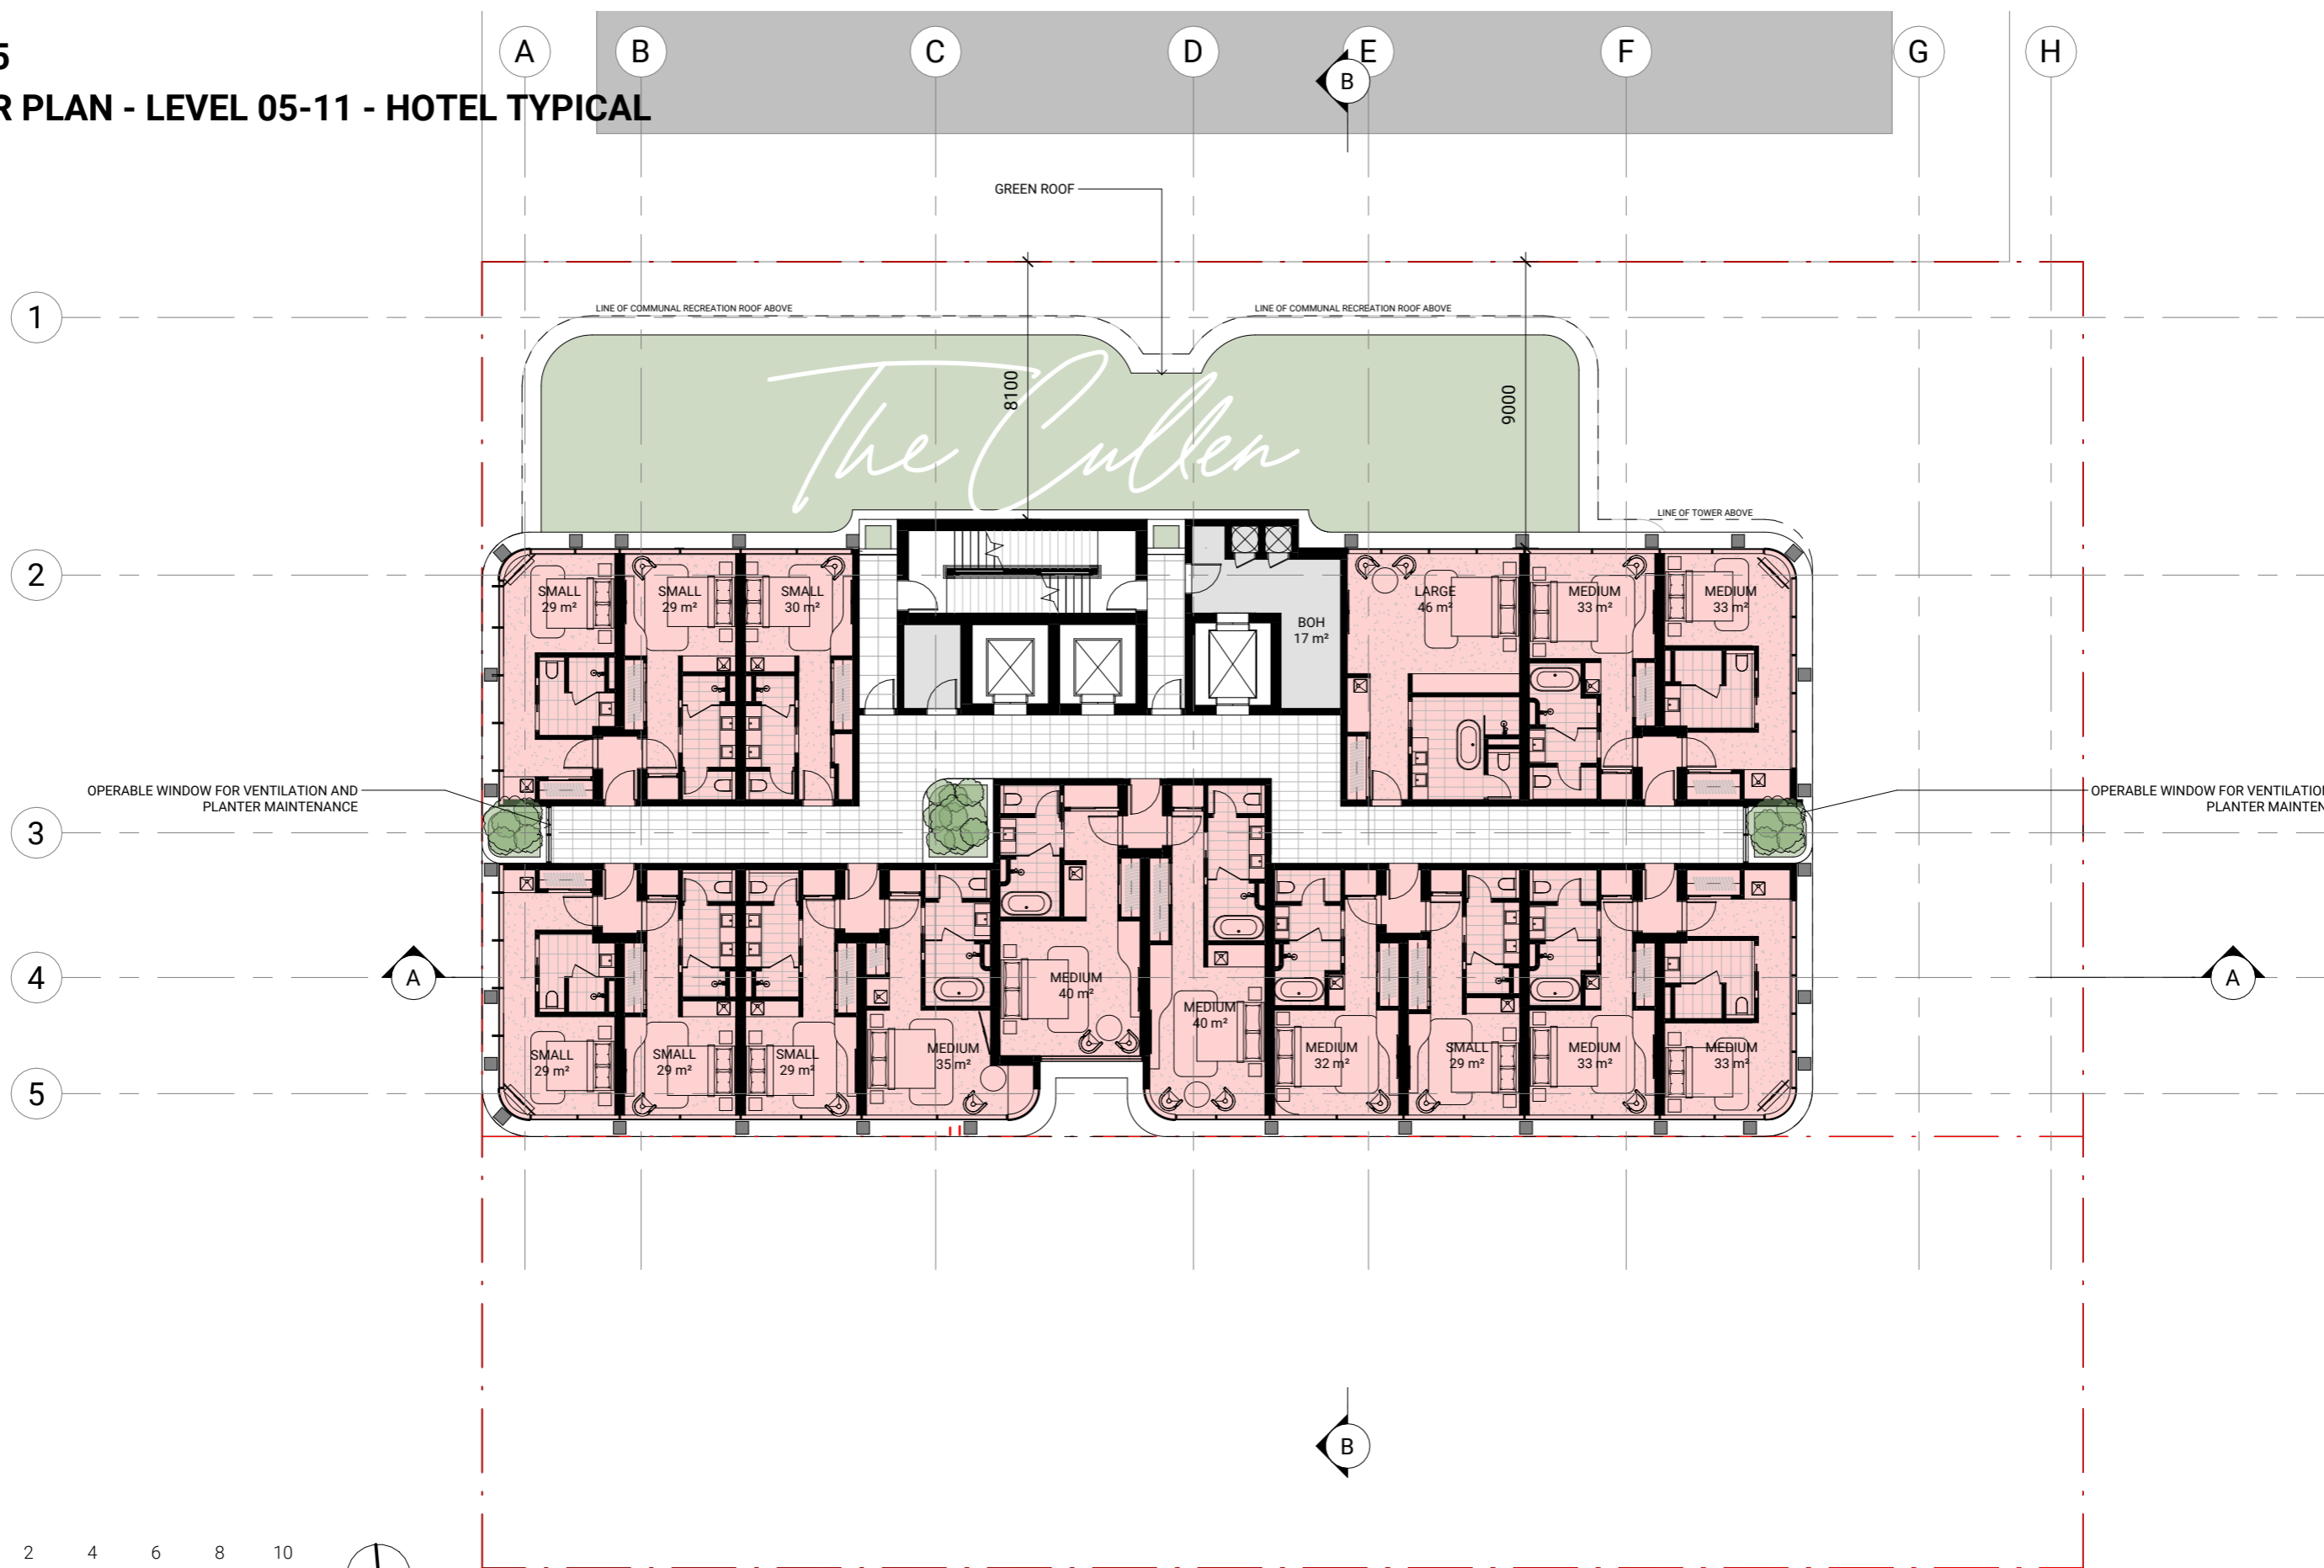 A B C D E F G H
5
R PLAN - LEVEL 05-11 - HOTEL TYPICAL
B
GREEN ROOF
1
LINE OF COMMUNAL RECREATION ROOF ABOVE
LINE OF COMMUNAL RECREATION ROOF ABOVE
8100
9000
The Cullen
LINE OF TOWER ABOVE
2
SMALL
29 m²
SMALL
29 m²
SMALL
30 m²
BOH
17 m²
LARGE
46 m²
MEDIUM
33 m²
MEDIUM
33 m²
OPERABLE WINDOW FOR VENTILATION AND
PLANTER MAINTENANCE
OPERABLE WINDOW FOR VENTILATION
PLANTER MAINTEN
3
4
A
A
MEDIUM
40 m²
MEDIUM
40 m²
SMALL
29 m²
SMALL
29 m²
SMALL
29 m²
MEDIUM
35 m²
MEDIUM
32 m²
SMALL
29 m²
MEDIUM
33 m²
MEDIUM
33 m²
5
B
2 4 6 8 10